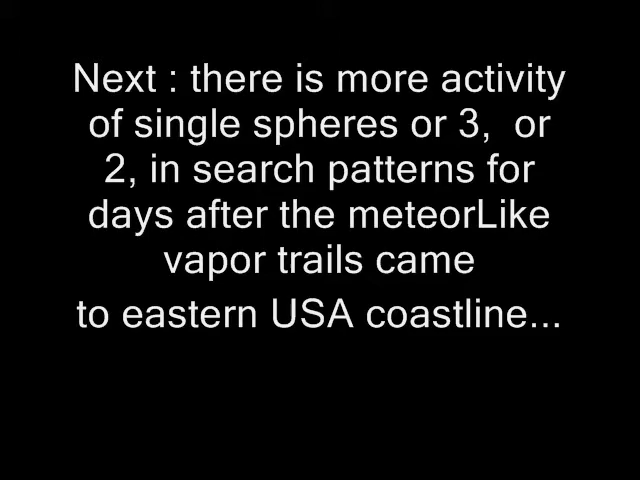 Next : there is more activity
of single spheres or 3,  or
2, in search patterns for
days after the meteorLike
vapor trails came
to eastern USA coastline...